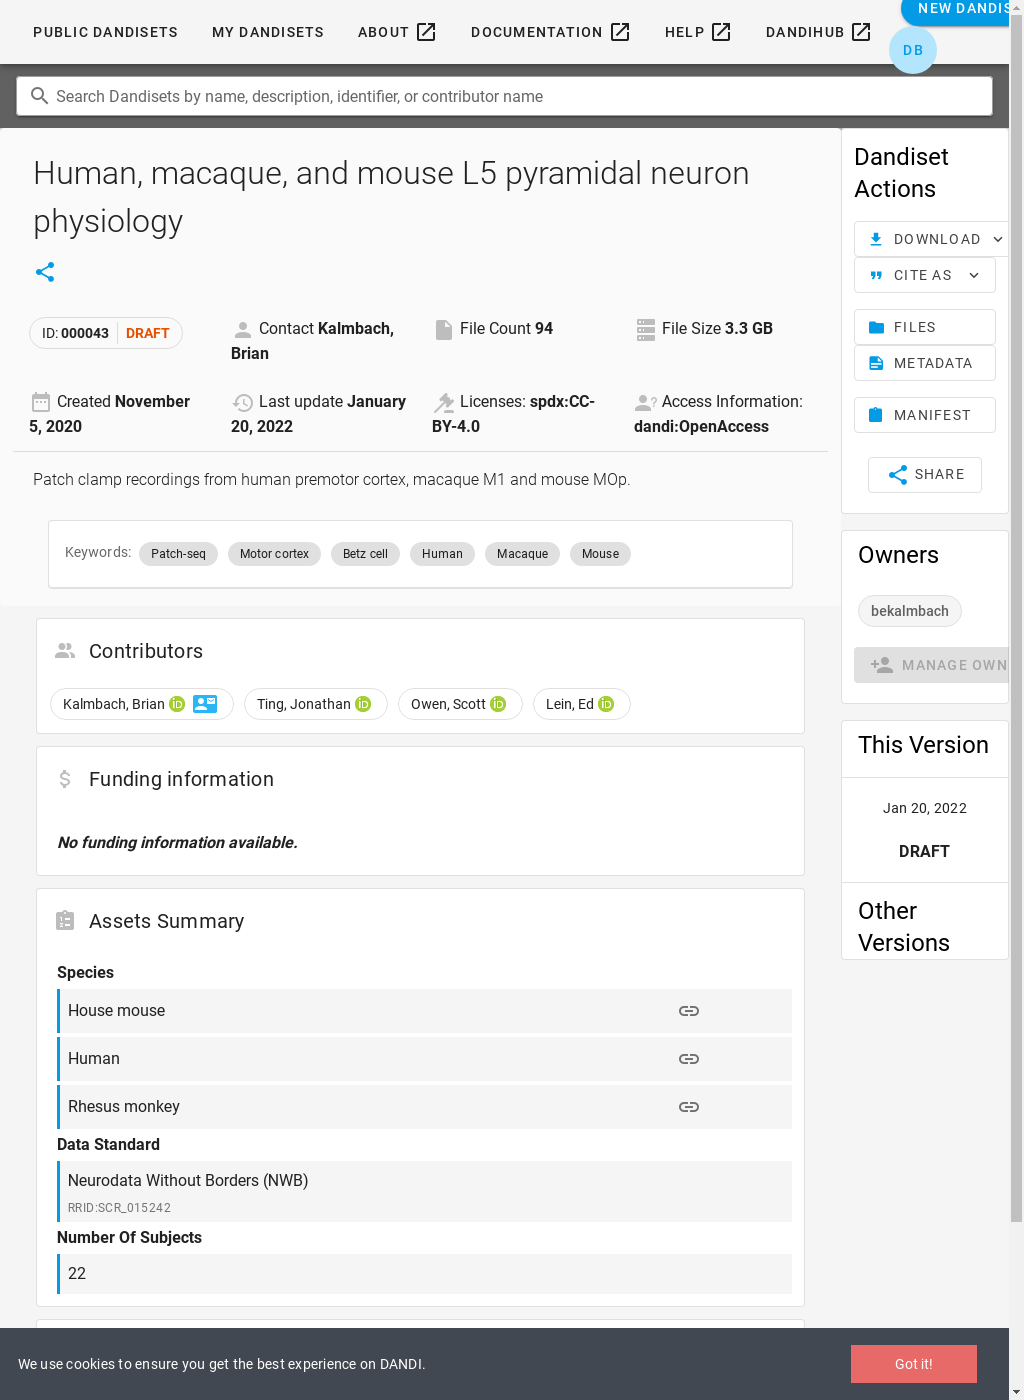 PUBLIC DANDISETS MY DANDISETS ABOUT DOCUMENTATION HELP DANDIHUB NEW DANDIS
DB
Search Dandisets by name, description, identifier, or contributor name
Human, macaque, and mouse L5 pyramidal neuron
physiology
ID: 000043 DRAFT
Contact Kalmbach,
Brian
File Count 94
File Size 3.3 GB
Created November
5, 2020
Last update January
20, 2022
Licenses: spdx:CC-
BY-4.0
Access Information:
dandi:OpenAccess
Patch clamp recordings from human premotor cortex, macaque M1 and mouse MOp.
Keywords: Patch-seq Motor cortex Betz cell Human Macaque Mouse
Contributors
Kalmbach, Brian iD Ting, Jonathan iD Owen, Scott iD Lein, Ed iD
Funding information
No funding information available.
Assets Summary
Species
House mouse
Human
Rhesus monkey
Data Standard
Neurodata Without Borders (NWB)
RRID:SCR_015242
Number Of Subjects
22
Dandiset
Actions
DOWNLOAD
CITE AS
FILES
METADATA
MANIFEST
SHARE
Owners
bekalmbach
MANAGE OWN
This Version
Jan 20, 2022
DRAFT
Other
Versions
We use cookies to ensure you get the best experience on DANDI.
Got it!